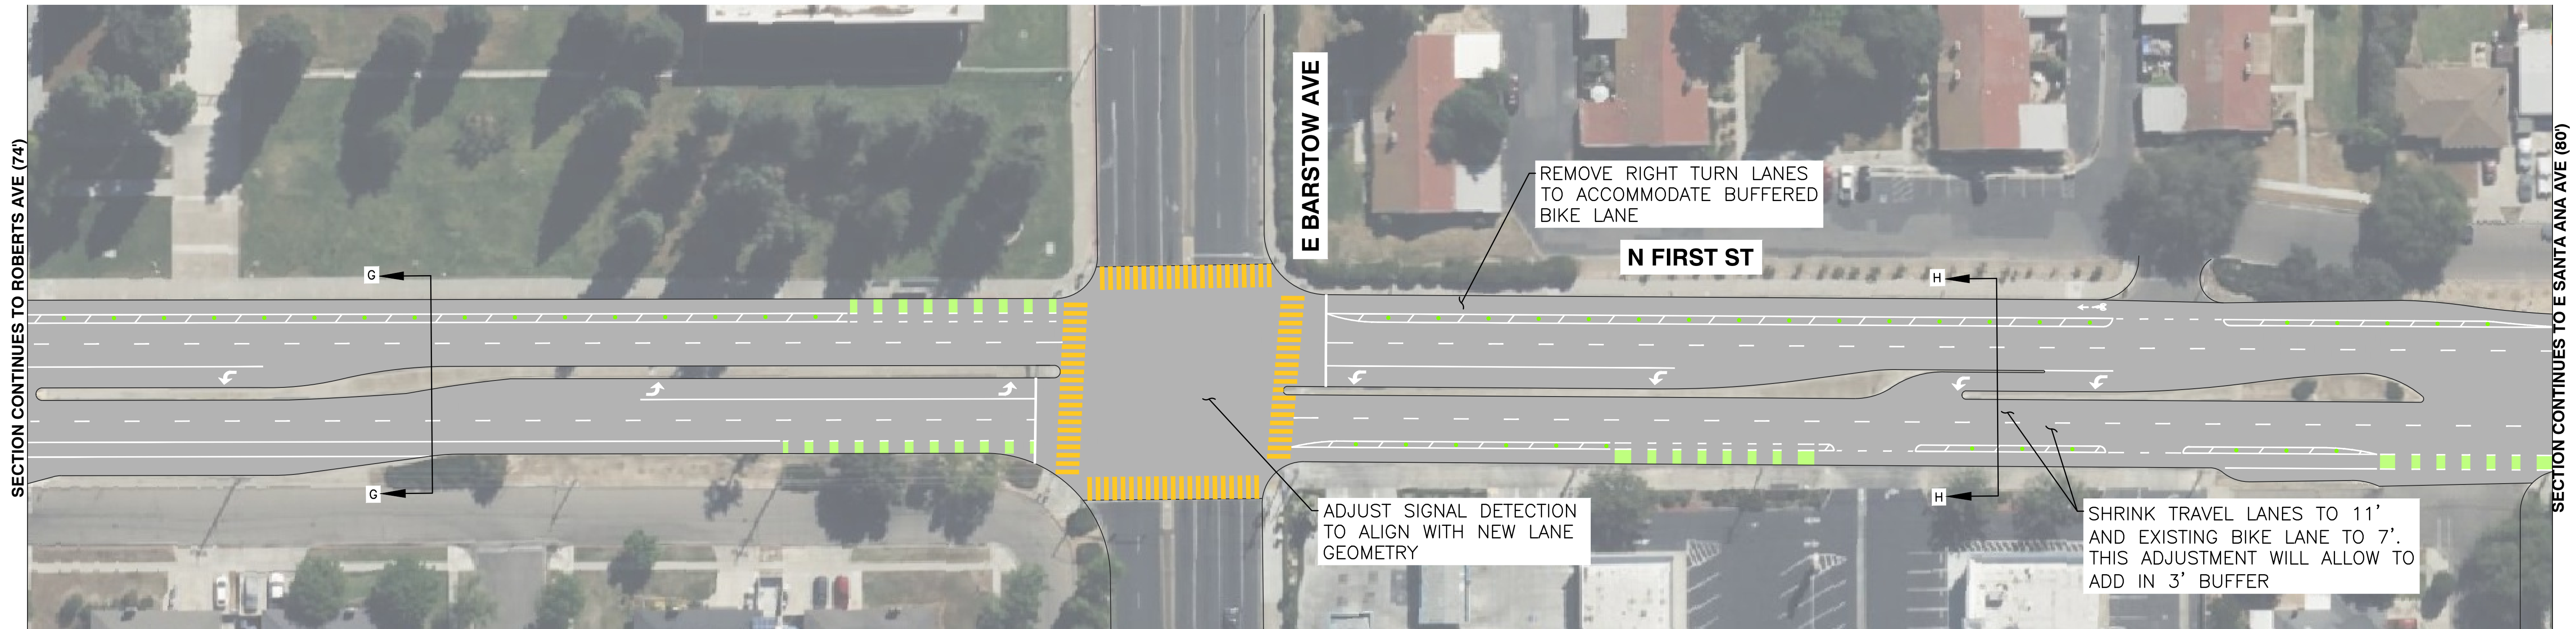 SECTION CONTINUES TO ROBERTS AVE (74')
G
G
E BARSTOW AVE
REMOVE RIGHT TURN LANES
TO ACCOMMODATE BUFFERED
BIKE LANE
N FIRST ST
H
H
ADJUST SIGNAL DETECTION
TO ALIGN WITH NEW LANE
GEOMETRY
SHRINK TRAVEL LANES TO 11'
AND EXISTING BIKE LANE TO 7'.
THIS ADJUSTMENT WILL ALLOW TO
ADD IN 3' BUFFER
SECTION CONTINUES TO E SANTA ANA AVE (80')